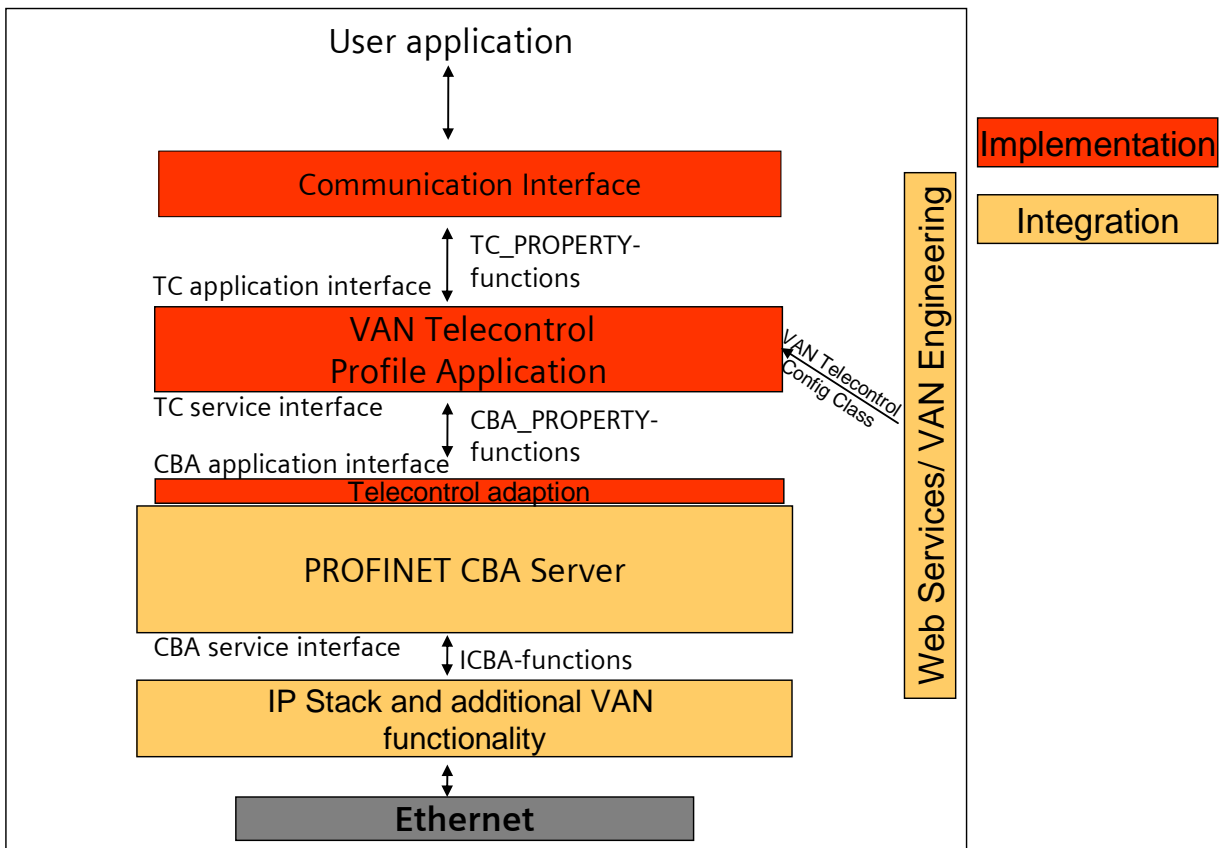 User application
Communication Interface
TC_PROPERTY-
functions
TC application interface
VAN Telecontrol
Profile Application
VAN Telecontrol
Config Class
TC service interface
CBA_PROPERTY-
functions
CBA application interface
Telecontrol adaption
PROFINET CBA Server
CBA service interface
ICBA-functions
IP Stack and additional VAN
functionality
Ethernet
Web Services/ VAN Engineering
Implementation
Integration